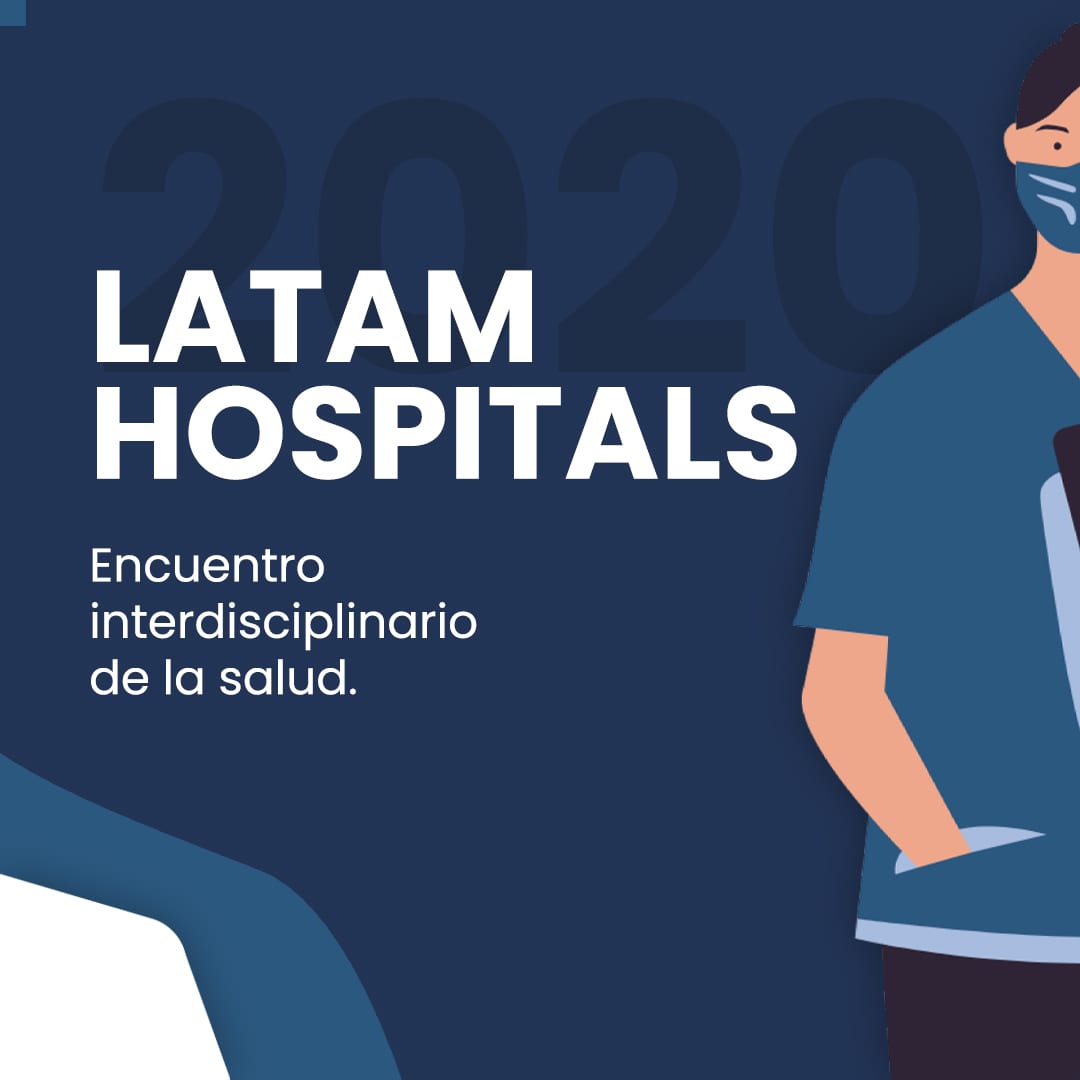 2020
LATAM
HOSPITALS
Encuentro
interdisciplinario
de la salud.